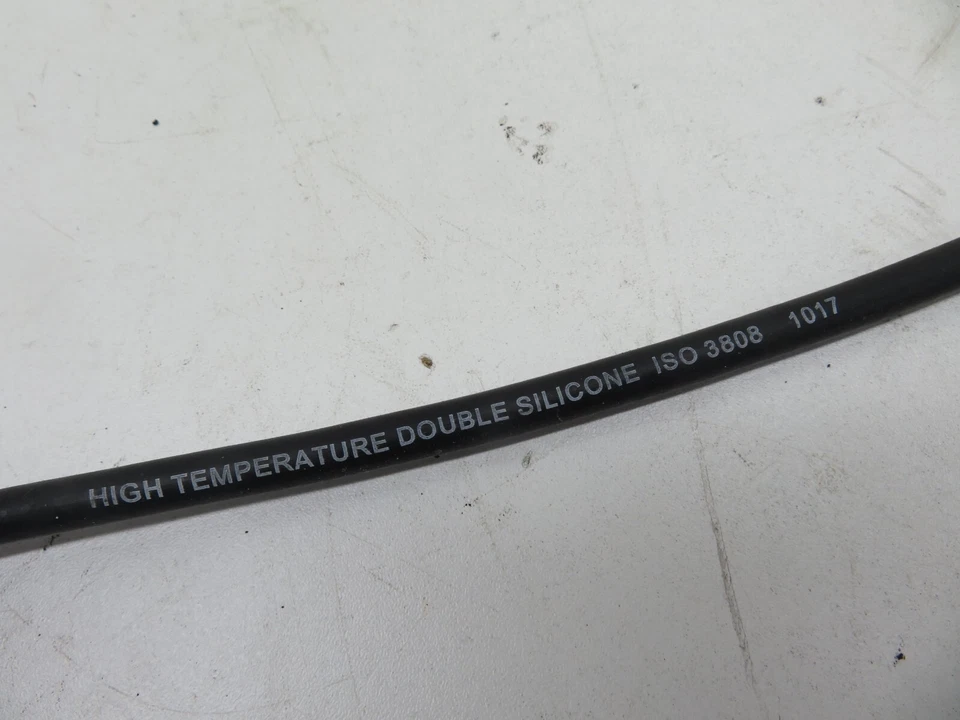 HIGH TEMPERATURE DOUBLE SILICONE ISO 3808 1017